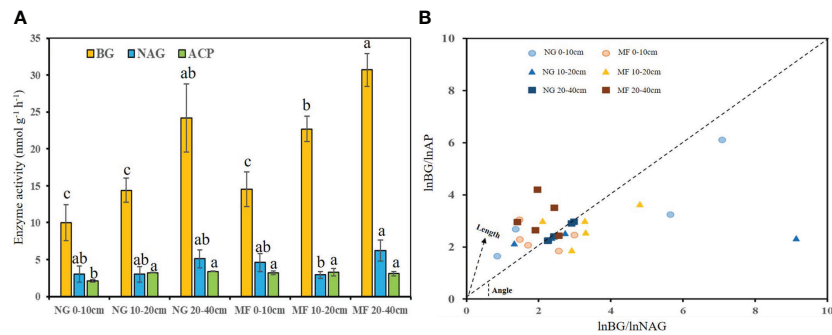 A
BG NAG ACP
Enzyme activity (nmol g⁻¹ h⁻¹)
35
30
25
20
15
10
5
0
c
ab
b
c
ab
a
ab
ab
a
c
ab
a
b
b
a
a
a
a
NG 0-10cm NG 10-20cm NG 20-40cm MF 0-10cm MF 10-20cm MF 20-40cm
B
lnBG/lnAP
10
8
6
4
2
0
NG 0-10cm MF 0-10cm
NG 10-20cm MF 10-20cm
NG 20-40cm MF 20-40cm
Length
Angle
0 2 4 6 8 10
lnBG/lnNAG